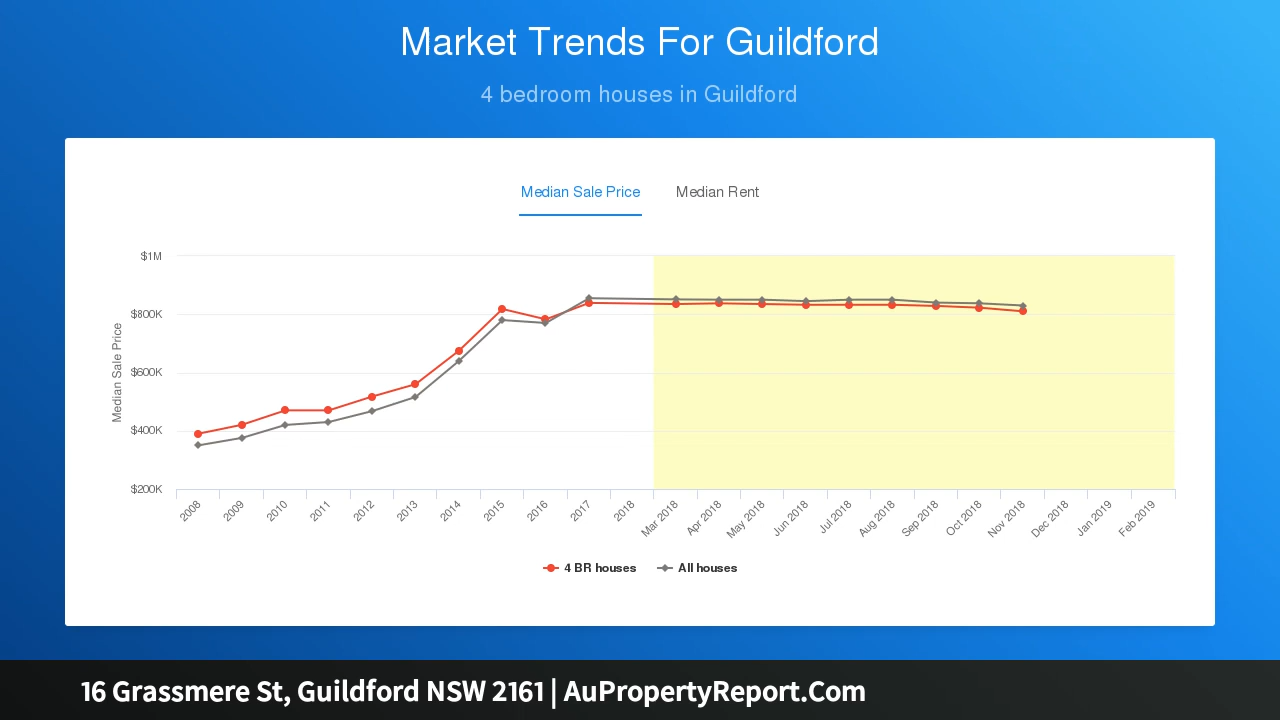 Market Trends For Guildford
4 bedroom houses in Guildford
Median Sale Price
Median Rent
$1M
$800K
$600K
$400K
$200K
Median Sale Price
2008
2009
2010
2011
2012
2013
2014
2015
2016
2017
2018
Mar 2018
Apr 2018
May 2018
Jun 2018
Jul 2018
Aug 2018
Sep 2018
Oct 2018
Nov 2018
Dec 2018
Jan 2019
Feb 2019
4 BR houses
All houses
16 Grassmere St, Guildford NSW 2161 | AuPropertyReport.Com